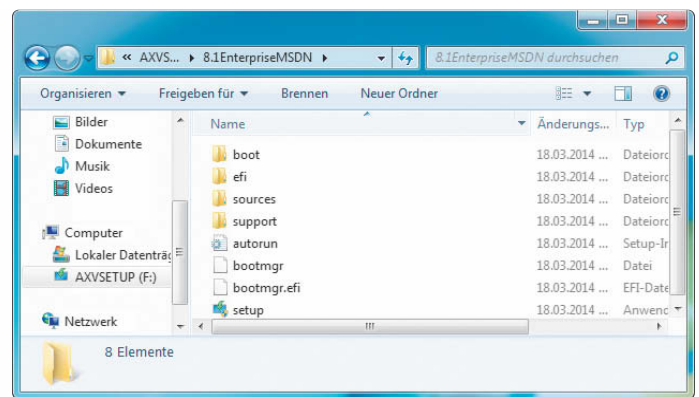 « AXVS... ▸ 8.1EnterpriseMSDN ▸ 8.1EnterpriseMSDN durchsuchen
Organisieren Freigeben für Brennen Neuer Ordner
Bilder
Dokumente
Musik
Videos
Computer
Lokaler Datenträg
AXVSETUP (F:)
Netzwerk
Name Änderungs... Typ
boot 18.03.2014 ... Dateiord
efi 18.03.2014 ... Dateiord
sources 18.03.2014 ... Dateiord
support 18.03.2014 ... Dateiord
autorun 18.03.2014 ... Setup-In
bootmgr 18.03.2014 ... Datei
bootmgr.efi 18.03.2014 ... EFI-Date
setup 18.03.2014 ... Anwend
8 Elemente